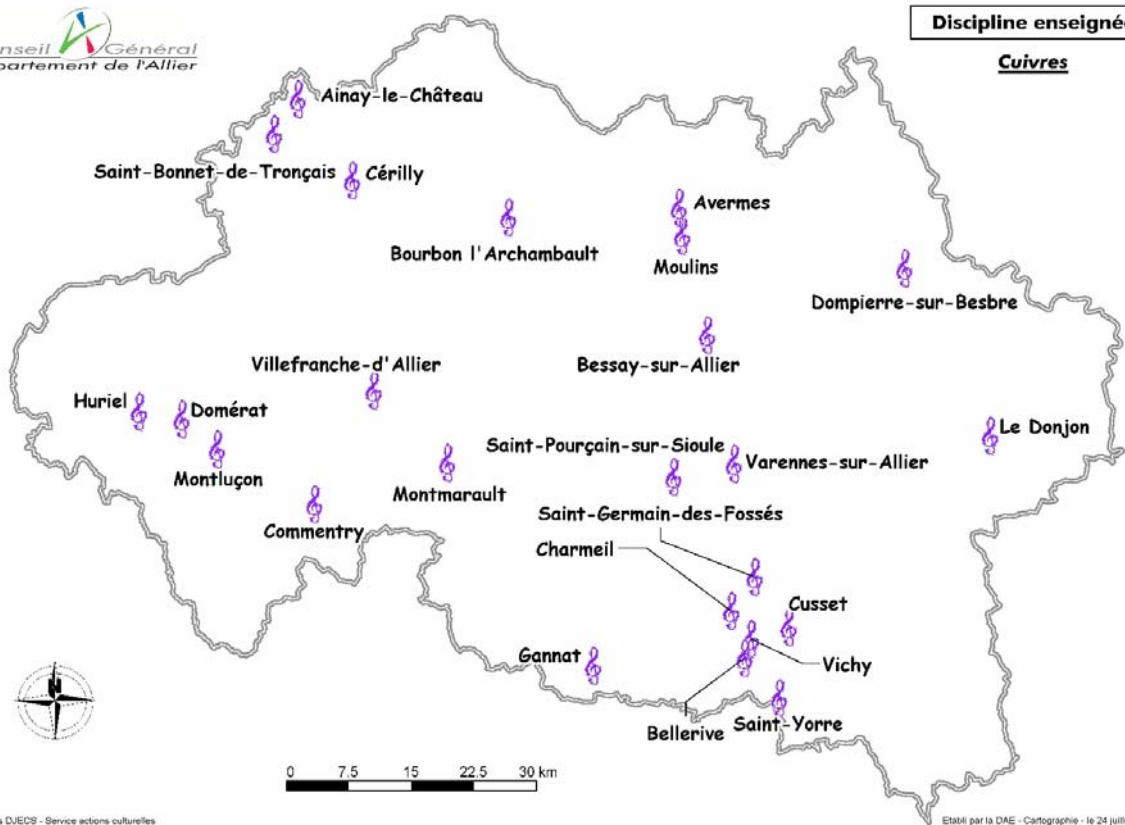 onseil Général
partement de l'Allier
Discipline enseigné
Cuivres
Ainay-le-Château
Saint-Bonnet-de-Tronçais
Cérilly
Bourbon l'Archambault
Avermes
Moulins
Dompierre-sur-Besbre
Villefranche-d'Allier
Bessay-sur-Allier
Huriel
Domérat
Montluçon
Commentry
Montmarault
Saint-Pourçain-sur-Sioule
Varennes-sur-Allier
Le Donjon
Saint-Germain-des-Fossés
Charmeil
Cusset
Gannat
Vichy
Bellerive
Saint-Yorre
N
0 7.5 15 22.5 30 km
s DJECS - Service actions culturelles
Etabli par la DAE - Cartographie - le 24 juill